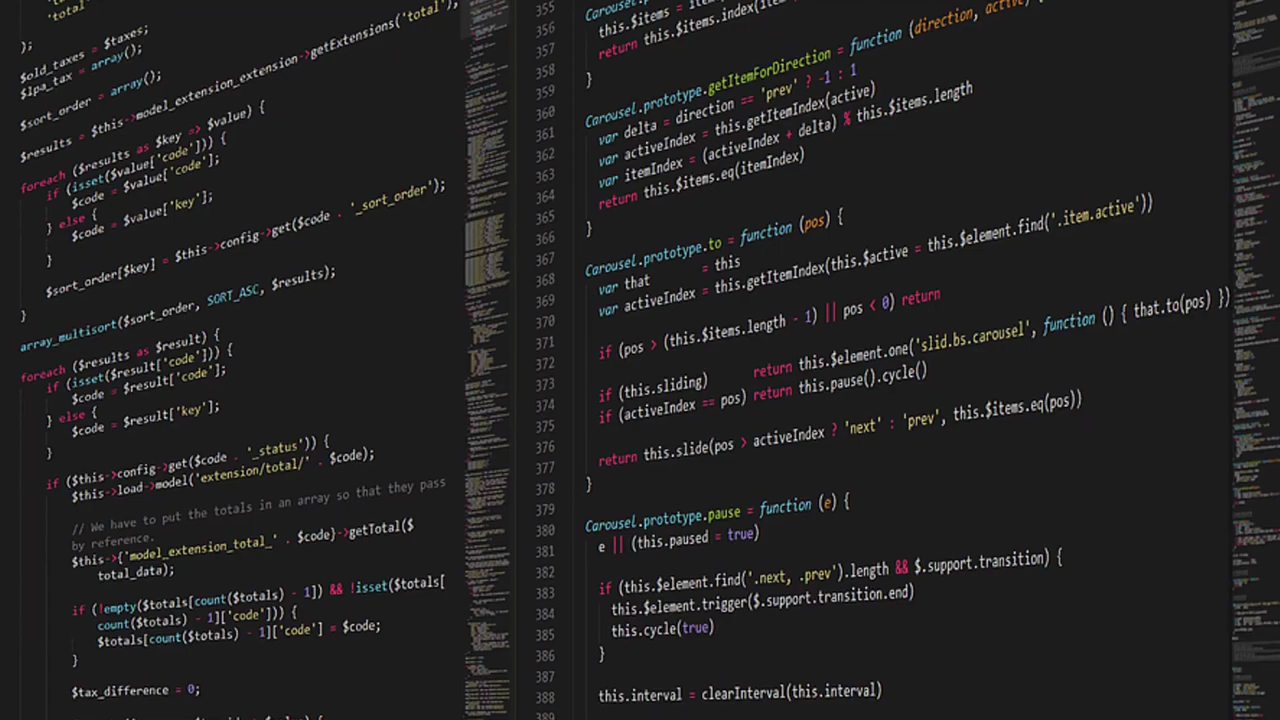 'total'
);
$old_taxes = $taxes;
$lpa_tax = array();
$sort_order = array();
$results = $this->model_extension_extension->getExtensions('total');
foreach ($results as $key => $value) {
if (isset($value['code'])) {
$code = $value['code'];
} else {
$code = $value['key'];
}
$sort_order[$key] = $this->config->get($code . '_sort_order');
}
array_multisort($sort_order, SORT_ASC, $results);
foreach ($results as $result) {
if (isset($result['code'])) {
$code = $result['code'];
} else {
$code = $result['key'];
}
if ($this->config->get($code . '_status')) {
$this->load->model('extension/total/' . $code);
// We have to put the totals in an array so that they pass
by reference.
$this->{'model_extension_total_' . $code}->getTotal($
total_data);
if (!empty($totals[count($totals) - 1]) && !isset($totals[
count($totals) - 1]['code'])) {
$totals[count($totals) - 1]['code'] = $code;
}
$tax_difference = 0;
355
356 this.$items =
357 return this.$items.index(
358 }
359
360 Carousel.prototype.getItemForDirection = function (direction, active)
361 var delta = direction == 'prev' ? -1 : 1
362 var activeIndex = this.getItemIndex(active)
363 var itemIndex = (activeIndex + delta) % this.$items.length
364 return this.$items.eq(itemIndex)
365 }
366
367 Carousel.prototype.to = function (pos) {
368 var that = this
369 var activeIndex = this.getItemIndex(this.$active = this.$element.find('.item.active'))
370
371 if (pos > (this.$items.length - 1) || pos < 0) return
372
373 if (this.sliding) return this.$element.one('slid.bs.carousel', function () { that.to(pos) })
374 if (activeIndex == pos) return this.pause().cycle()
375
376 return this.slide(pos > activeIndex ? 'next' : 'prev', this.$items.eq(pos))
377 }
378
379 Carousel.prototype.pause = function (e) {
380 e || (this.paused = true)
381
382 if (this.$element.find('.next, .prev').length && $.support.transition) {
383 this.$element.trigger($.support.transition.end)
384 this.cycle(true)
385 }
386
387 this.interval = clearInterval(this.interval)
388